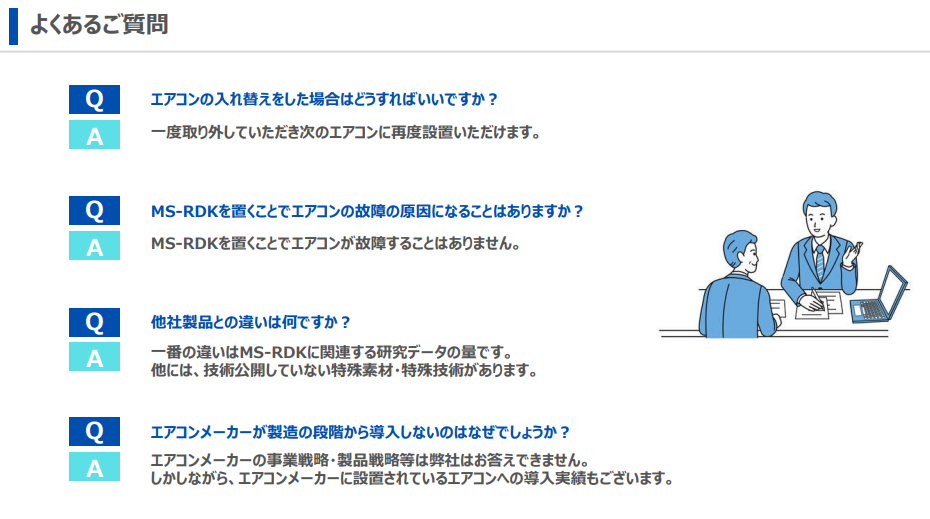 よくあるご質問
Q
エアコンの入れ替えをした場合はどうすればいいですか？
A
一度取り外していただき次のエアコンに再度設置いただけます。
Q
MS-RDKを置くことでエアコンの故障の原因になることはありますか？
A
MS-RDKを置くことでエアコンが故障することはありません。
Q
他社製品との違いは何ですか？
A
一番の違いはMS-RDKに関連する研究データの量です。
他には、技術公開していない特殊素材・特殊技術があります。
Q
エアコンメーカーが製造の段階から導入しないのはなぜでしょうか？
A
エアコンメーカーの事業戦略・製品戦略等は弊社はお答えできません。
しかしながら、エアコンメーカーに設置されているエアコンへの導入実績もございます。